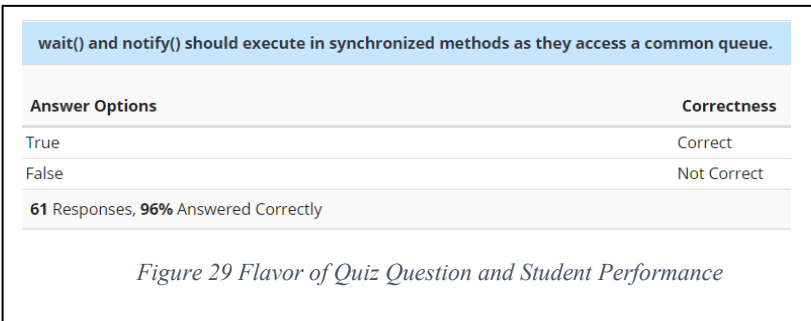 wait() and notify() should execute in synchronized methods as they access a common queue.
Answer Options Correctness
True Correct
False Not Correct
61 Responses, 96% Answered Correctly
Figure 29 Flavor of Quiz Question and Student Performance